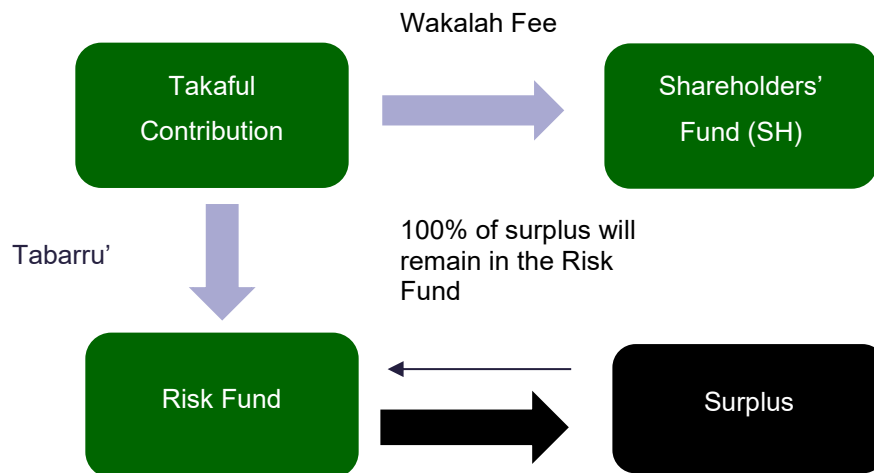 Wakalah Fee
Takaful
Contribution
Shareholders’
Fund (SH)
Tabarru’
100% of surplus will
remain in the Risk
Fund
Risk Fund
Surplus